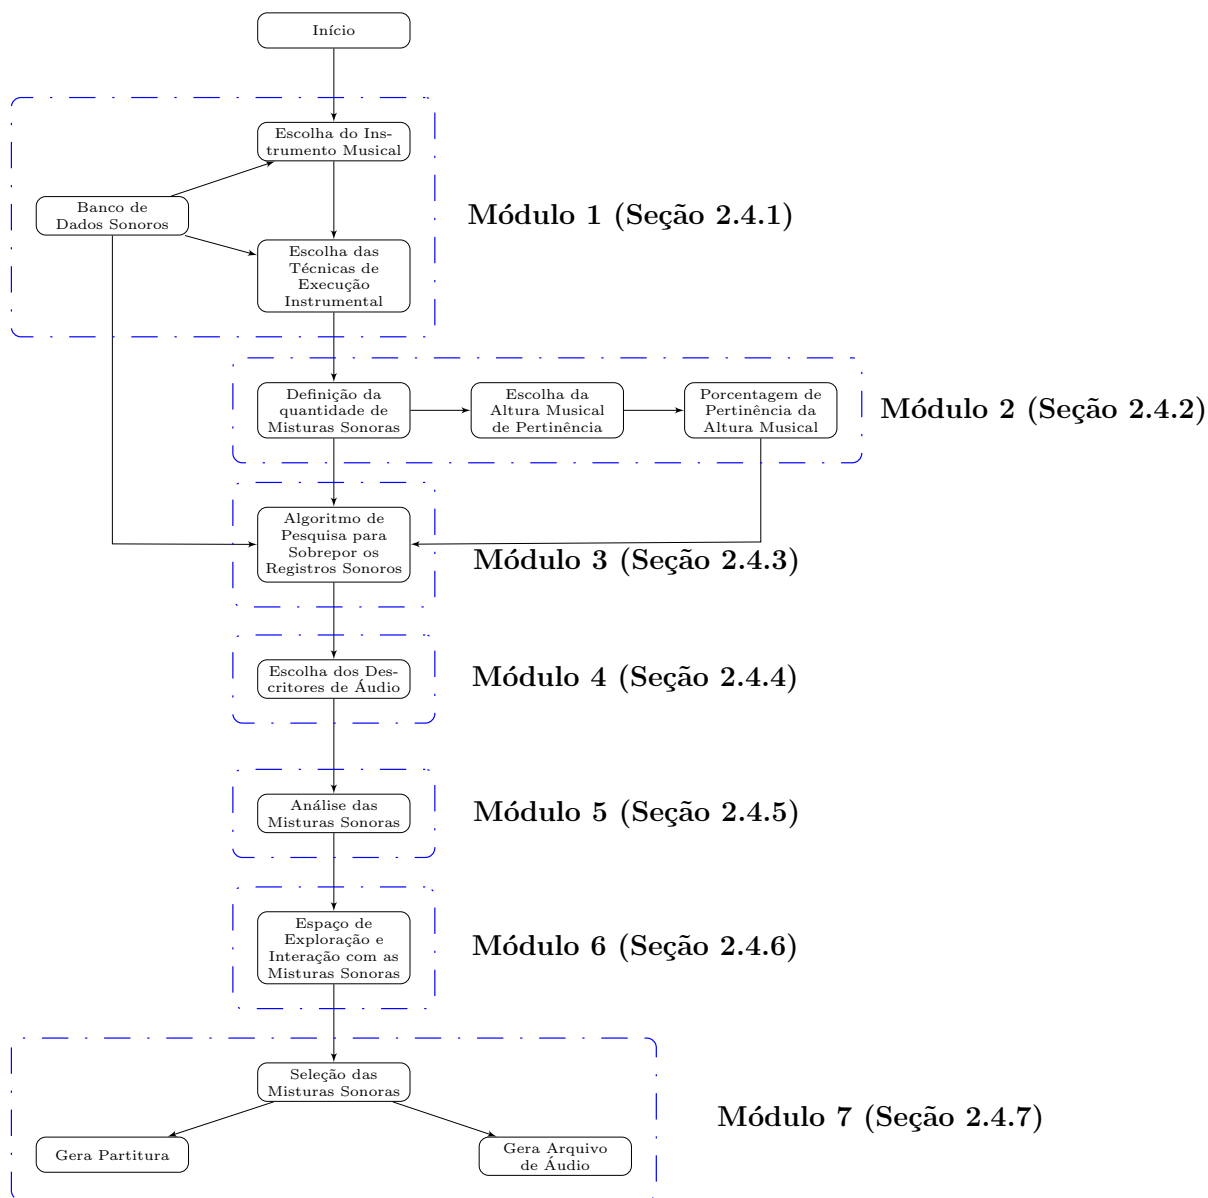 Início
Escolha do Ins-
trumento Musical
Banco de
Dados Sonoros
Módulo 1 (Seção 2.4.1)
Escolha das
Técnicas de
Execução
Instrumental
Definição da
quantidade de
Misturas Sonoras
Escolha da
Altura Musical
de Pertinência
Porcentagem de
Pertinência da
Altura Musical
Módulo 2 (Seção 2.4.2)
Algoritmo de
Pesquisa para
Sobrepor os
Registros Sonoros
Módulo 3 (Seção 2.4.3)
Escolha dos Des-
critores de Áudio
Módulo 4 (Seção 2.4.4)
Análise das
Misturas Sonoras
Módulo 5 (Seção 2.4.5)
Espaço de
Exploração e
Interação com as
Misturas Sonoras
Módulo 6 (Seção 2.4.6)
Seleção das
Misturas Sonoras
Módulo 7 (Seção 2.4.7)
Gera Partitura
Gera Arquivo
de Áudio